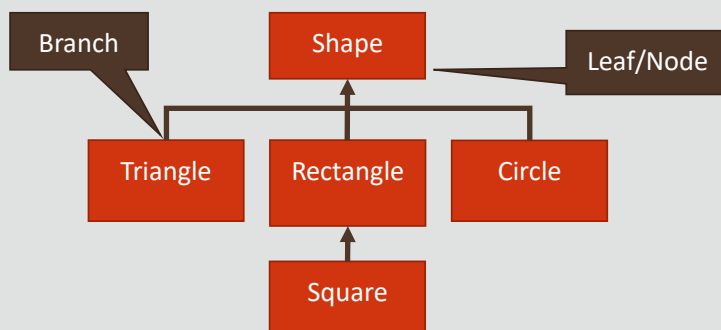 Branch
Shape
Leaf/Node
Triangle
Rectangle
Circle
Square